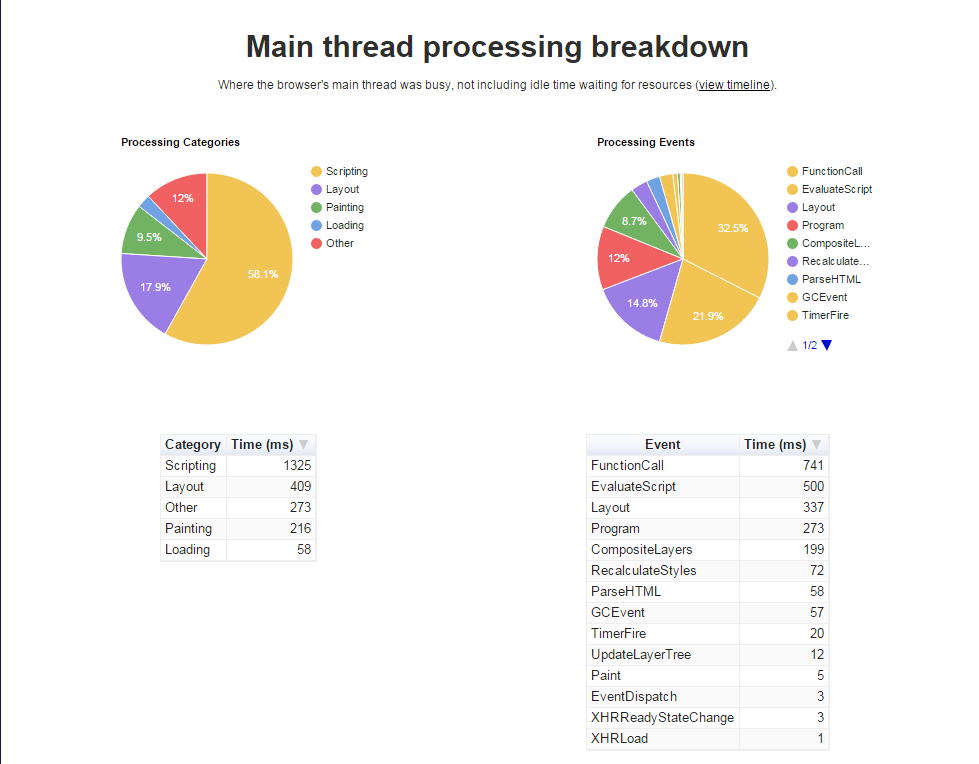 Main thread processing breakdown
Where the browser's main thread was busy, not including idle time waiting for resources (view timeline).
Processing Categories
12%
9.5%
17.9%
58.1%
Scripting
Layout
Painting
Loading
Other
Processing Events
32.5%
8.7%
12%
14.8%
21.9%
FunctionCall
EvaluateScript
Layout
Program
CompositeL...
Recalculate...
ParseHTML
GCEvent
TimerFire
1/2
Category Time (ms)
Scripting 1325
Layout 409
Other 273
Painting 216
Loading 58
Event Time (ms)
FunctionCall 741
EvaluateScript 500
Layout 337
Program 273
CompositeLayers 199
RecalculateStyles 72
ParseHTML 58
GCEvent 57
TimerFire 20
UpdateLayerTree 12
Paint 5
EventDispatch 3
XHRReadyStateChange 3
XHRLoad 1